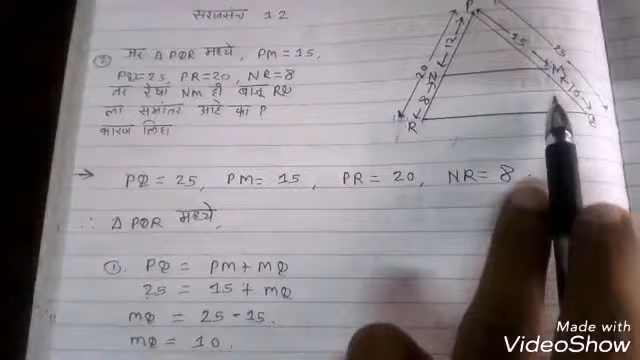 सरावसंच 1.2
② जर △PQR मध्ये, PM = 15,
PQ = 25, PR = 20, NR = 8
तर रेषा NM ही बाजू RQ
ला समांतर आहे का ?
कारण लिहा
P
12
20
N
8
R
25
M
10
Q
→ PQ = 25, PM = 15, PR = 20, NR = 8.
∴ △PQR मध्ये,
①. PQ = PM + MQ
25 = 15 + MQ
MQ = 25 - 15.
MQ = 10.
Made with
VideoShow